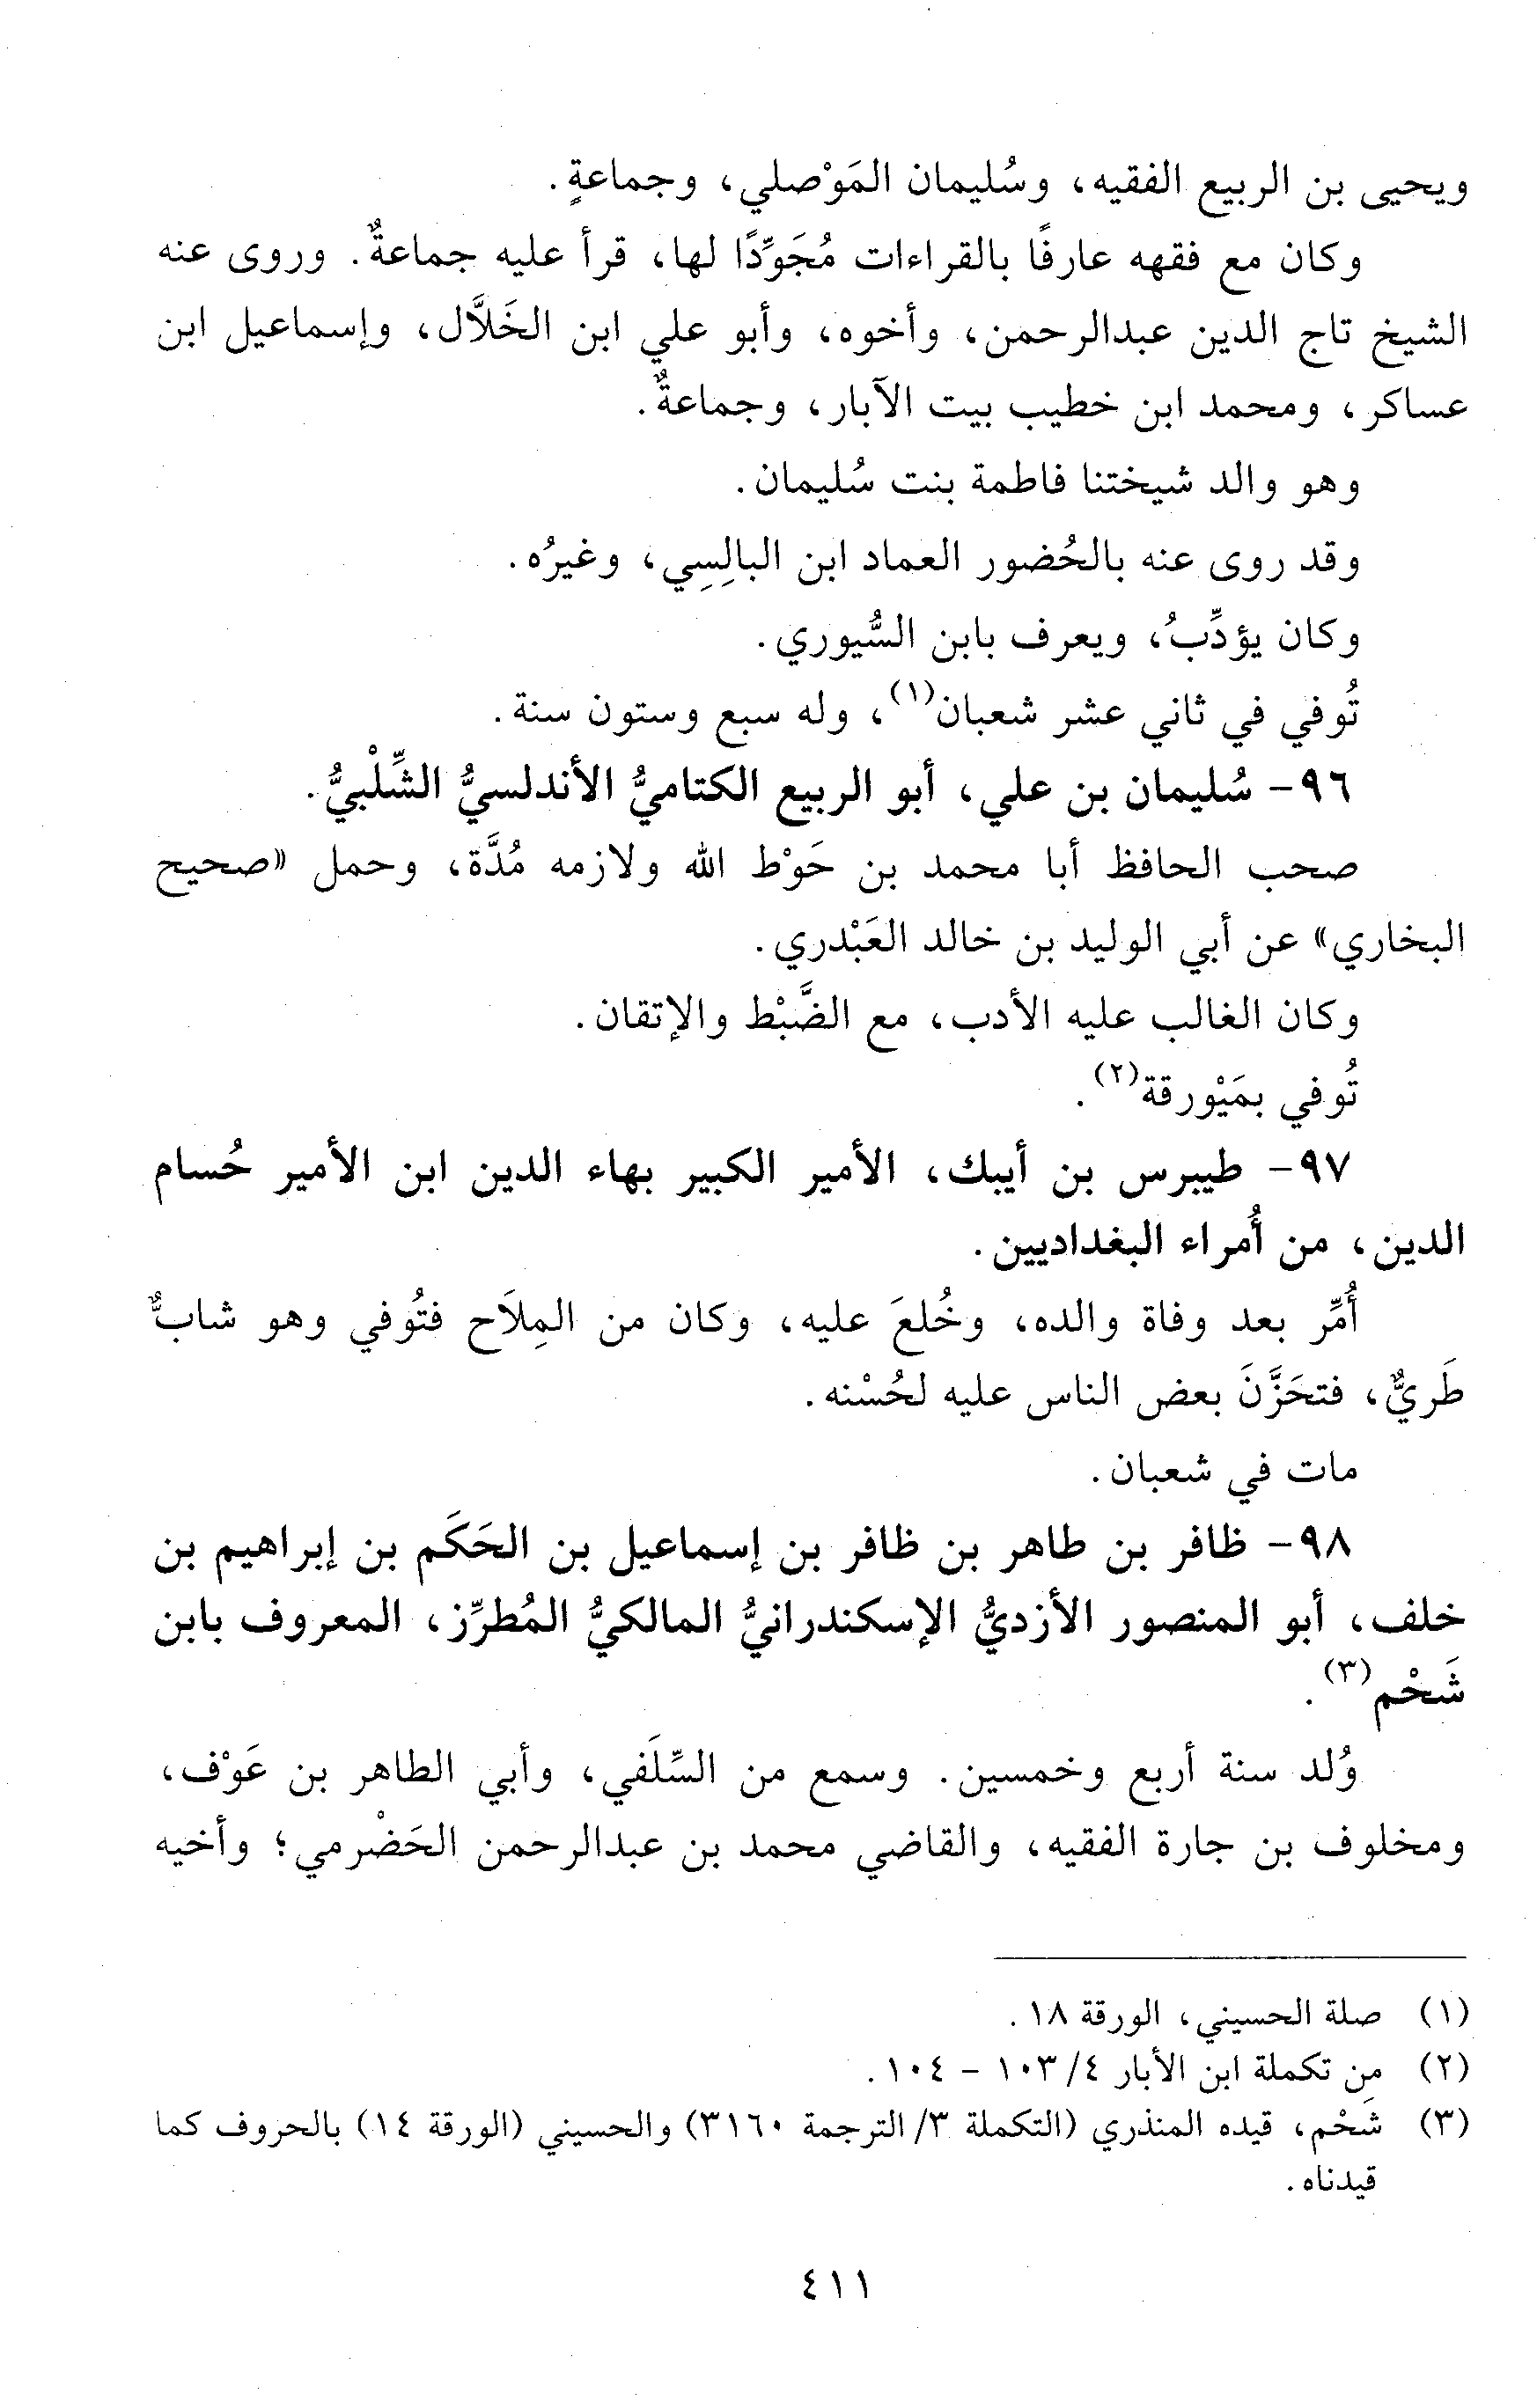 ويحيى بن الربيع الفقيه، وسُليمان المَوْصلي، وجماعةٍ.
وكان مع فقهه عارفًا بالقراءات مُجَوِّدًا لها، قرأ عليه جماعةٌ. وروى عنه
الشيخ تاج الدين عبدالرحمن، وأخوه، وأبو علي ابن الخَلاَّل، وإسماعيل ابن
عساكر، ومحمد ابن خطيب بيت الآبار، وجماعةٌ.
وهو والد شيختنا فاطمة بنت سُليمان.
وقد روى عنه بالحُضور العماد ابن البالِسِي، وغيرُه.
وكان يؤدِّبُ، ويعرف بابن السُّيوري.
تُوفي في ثاني عشر شعبان(١)، وله سبع وستون سنة.
٩٦- سُليمان بن علي، أبو الربيع الكتاميُّ الأندلسيُّ الشِّلْبيُّ.
صحب الحافظ أبا محمد بن حَوْط الله ولازمه مُدَّة، وحمل «صحيح
البخاري» عن أبي الوليد بن خالد العَبْدري.
وكان الغالب عليه الأدب، مع الضَّبْط والإتقان.
تُوفي بمَيْورقة(٢).
٩٧- طيبرس بن أيبك، الأمير الكبير بهاء الدين ابن الأمير حُسام
الدين، من أُمراء البغداديين.
أُمِّر بعد وفاة والده، وخُلعَ عليه، وكان من المِلاَح فتُوفي وهو شابٌّ
طَريٌّ، فتحَزَّنَ بعض الناس عليه لحُسْنه.
مات في شعبان.
٩٨- ظافر بن طاهر بن ظافر بن إسماعيل بن الحَكَم بن إبراهيم بن
خلف، أبو المنصور الأزديُّ الإسكندرانيُّ المالكيُّ المُطرِّز، المعروف بابن
شَحْم(٣).
وُلد سنة أربع وخمسين. وسمع من السِّلَفي، وأبي الطاهر بن عَوْف،
ومخلوف بن جارة الفقيه، والقاضي محمد بن عبدالرحمن الحَضْرمي؛ وأخيه
(١) صلة الحسيني، الورقة ١٨.
(٢) من تكملة ابن الأبار ٤/ ١٠٣ - ١٠٤.
(٣) شَحْم، قيده المنذري (التكملة ٣/ الترجمة ٣١٦٠) والحسيني (الورقة ١٤) بالحروف كما
قيدناه.
٤١١